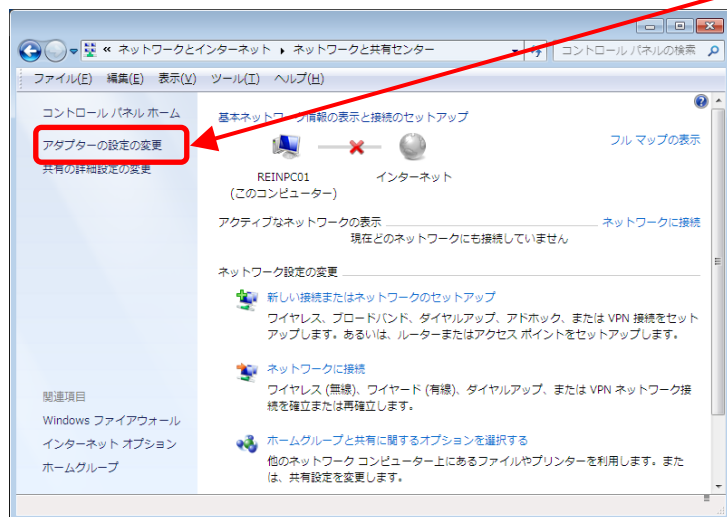 « ネットワークとインターネット ▸ ネットワークと共有センター
コントロール パネルの検索
ファイル(F) 編集(E) 表示(V) ツール(T) ヘルプ(H)
コントロール パネル ホーム
アダプターの設定の変更
共有の詳細設定の変更
基本ネットワーク情報の表示と接続のセットアップ
フル マップの表示
REINPC01
(このコンピューター)
インターネット
アクティブなネットワークの表示
ネットワークに接続
現在どのネットワークにも接続していません
ネットワーク設定の変更
新しい接続またはネットワークのセットアップ
ワイヤレス、ブロードバンド、ダイヤルアップ、アドホック、または VPN 接続をセット
アップします。あるいは、ルーターまたはアクセス ポイントをセットアップします。
ネットワークに接続
ワイヤレス (無線)、ワイヤード (有線)、ダイヤルアップ、または VPN ネットワーク接
続を確立または再確立します。
ホームグループと共有に関するオプションを選択する
他のネットワーク コンピューター上にあるファイルやプリンターを利用します。また
は、共有設定を変更します。
関連項目
Windows ファイアウォール
インターネット オプション
ホームグループ